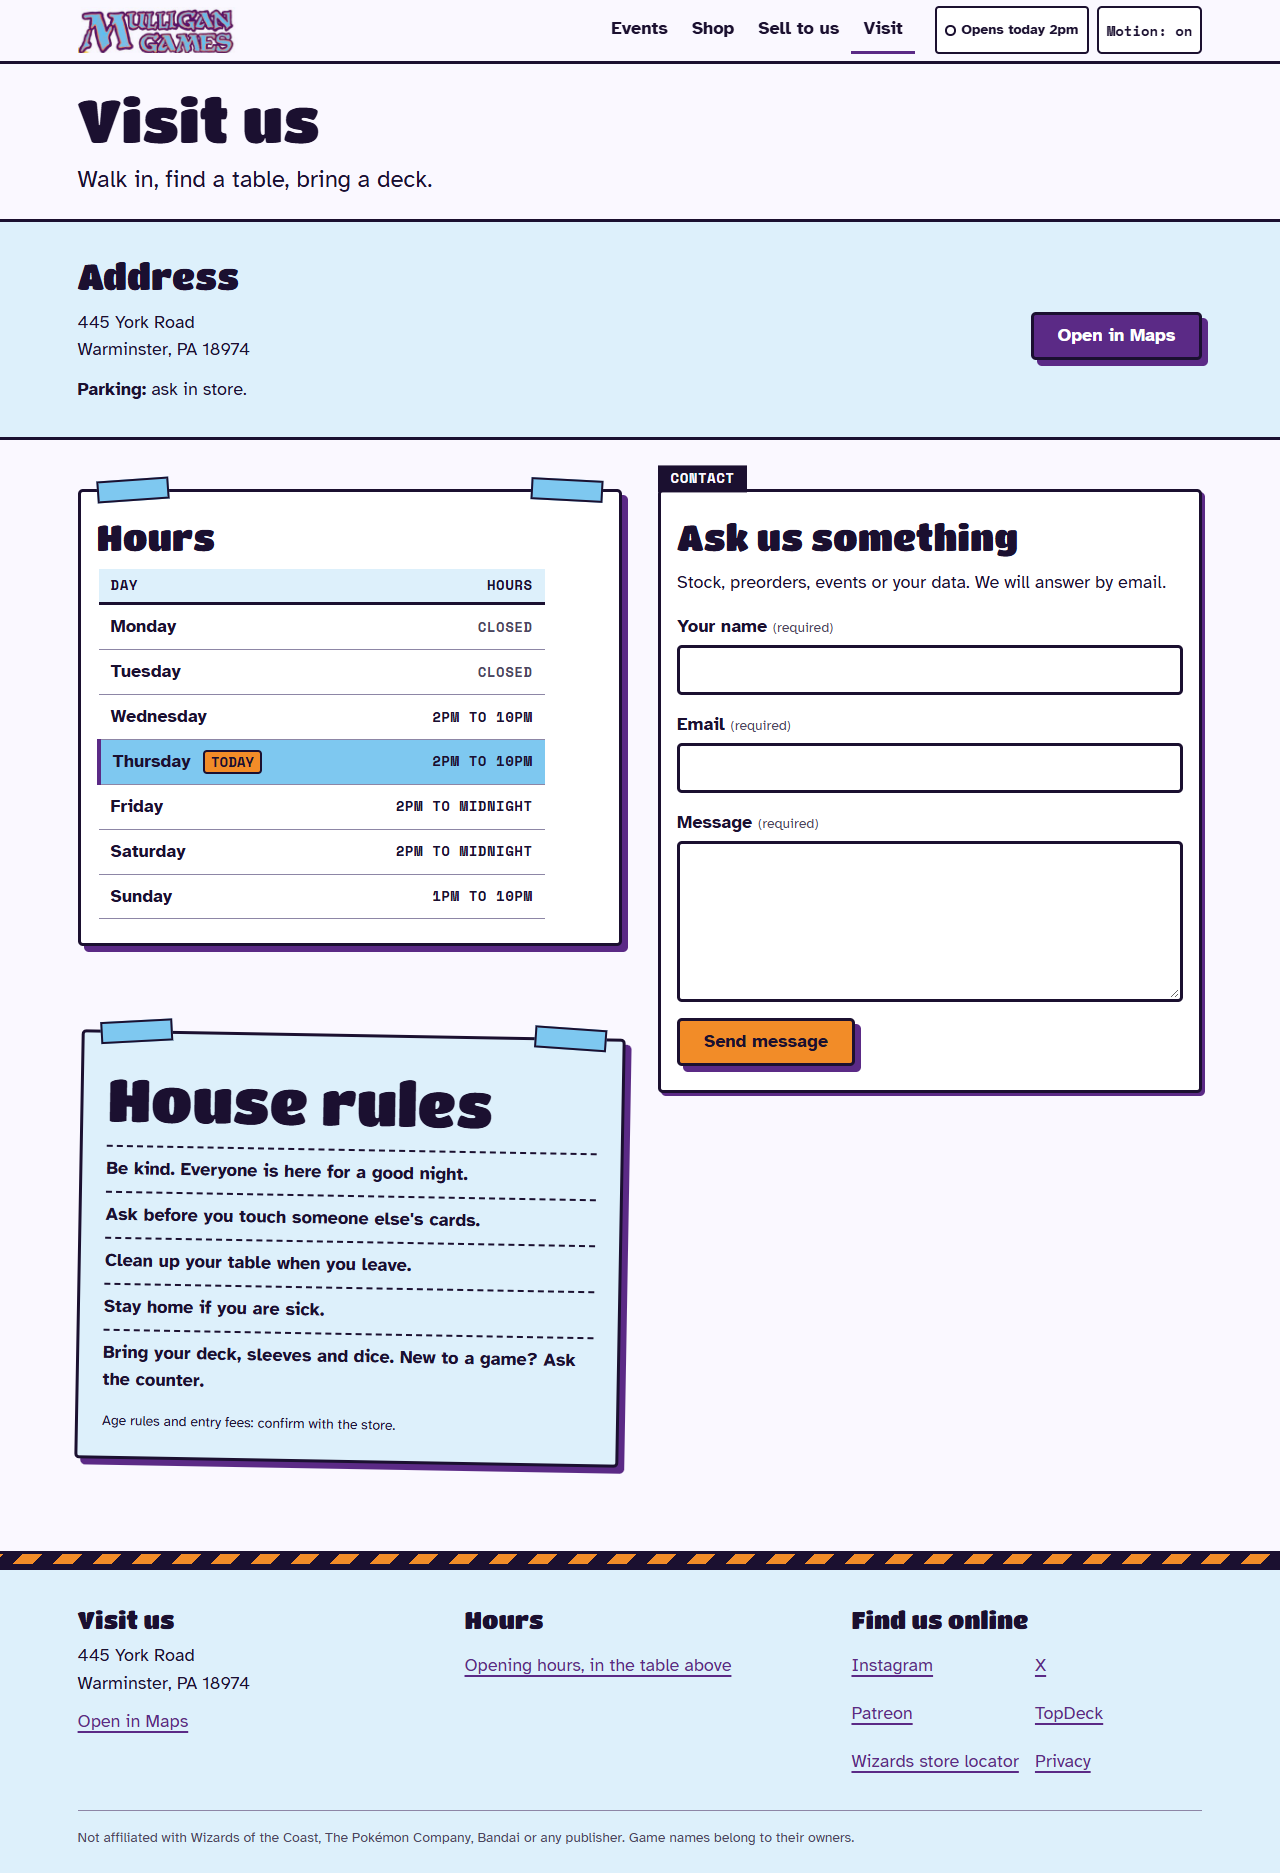 MULLIGAN
GAMES
Events
Shop
Sell to us
Visit
Opens today 2pm
Motion: on
Visit us
Walk in, find a table, bring a deck.
Address
445 York Road
Warminster, PA 18974
Parking: ask in store.
Open in Maps
Hours
DAY HOURS
Monday CLOSED
Tuesday CLOSED
Wednesday 2PM TO 10PM
Thursday TODAY 2PM TO 10PM
Friday 2PM TO MIDNIGHT
Saturday 2PM TO MIDNIGHT
Sunday 1PM TO 10PM
House rules
Be kind. Everyone is here for a good night.
Ask before you touch someone else's cards.
Clean up your table when you leave.
Stay home if you are sick.
Bring your deck, sleeves and dice. New to a game? Ask
the counter.
Age rules and entry fees: confirm with the store.
CONTACT
Ask us something
Stock, preorders, events or your data. We will answer by email.
Your name (required)
Email (required)
Message (required)
Send message
Visit us
445 York Road
Warminster, PA 18974
Open in Maps
Hours
Opening hours, in the table above
Find us online
Instagram
X
Patreon
TopDeck
Wizards store locator
Privacy
Not affiliated with Wizards of the Coast, The Pokémon Company, Bandai or any publisher. Game names belong to their owners.